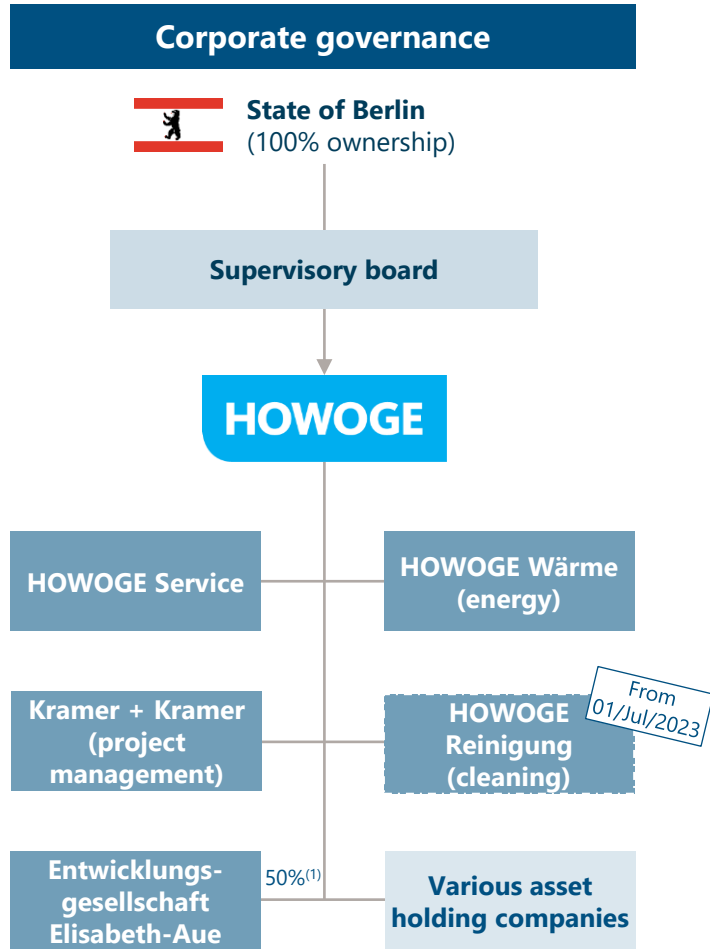 Corporate governance
State of Berlin
(100% ownership)
Supervisory board
HOWOGE
HOWOGE Service
HOWOGE Wärme
(energy)
Kramer + Kramer
(project
management)
HOWOGE
Reinigung
(cleaning)
From
01/Jul/2023
Entwicklungs-
gesellschaft
Elisabeth-Aue
50%(1)
Various asset
holding companies